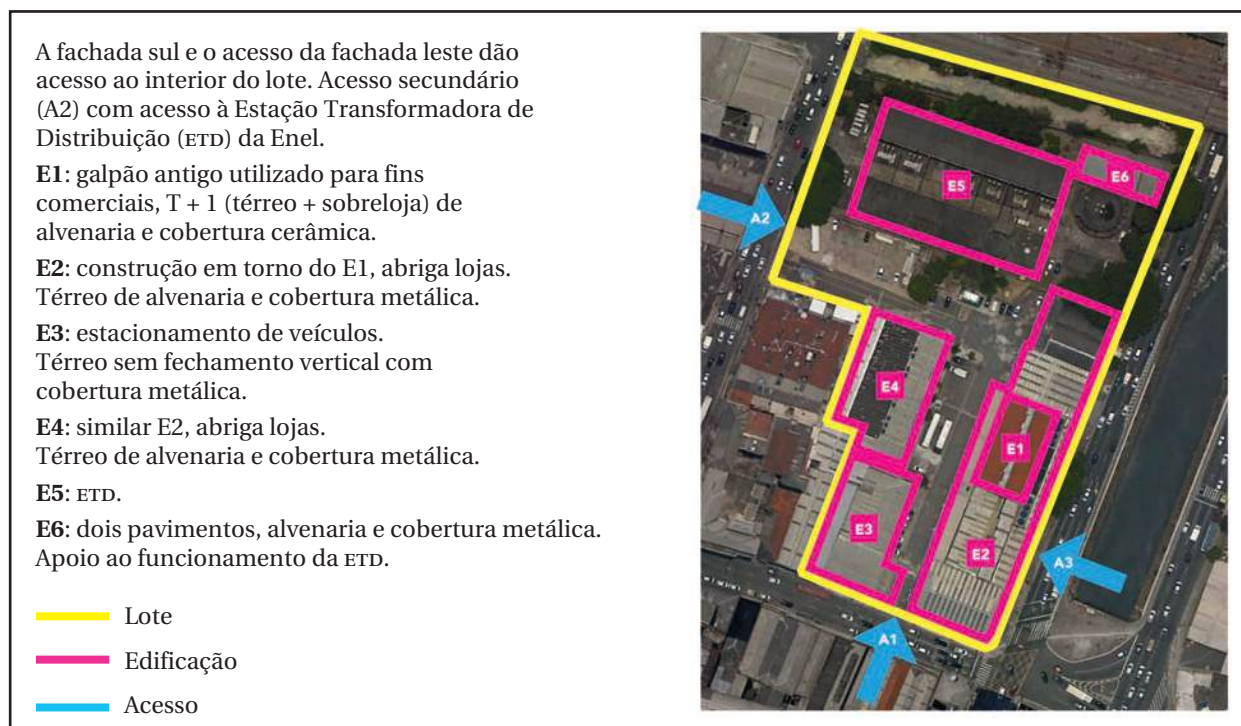 A fachada sul e o acesso da fachada leste dão
acesso ao interior do lote. Acesso secundário
(A2) com acesso à Estação Transformadora de
Distribuição (ETD) da Enel.
E1: galpão antigo utilizado para fins
comerciais, T + 1 (térreo + sobreloja) de
alvenaria e cobertura cerâmica.
E2: construção em torno do E1, abriga lojas.
Térreo de alvenaria e cobertura metálica.
E3: estacionamento de veículos.
Térreo sem fechamento vertical com
cobertura metálica.
E4: similar E2, abriga lojas.
Térreo de alvenaria e cobertura metálica.
E5: ETD.
E6: dois pavimentos, alvenaria e cobertura metálica.
Apoio ao funcionamento da ETD.
Lote
Edificação
Acesso
E6
E5
A2
E4
E1
E3
E2
A3
A1